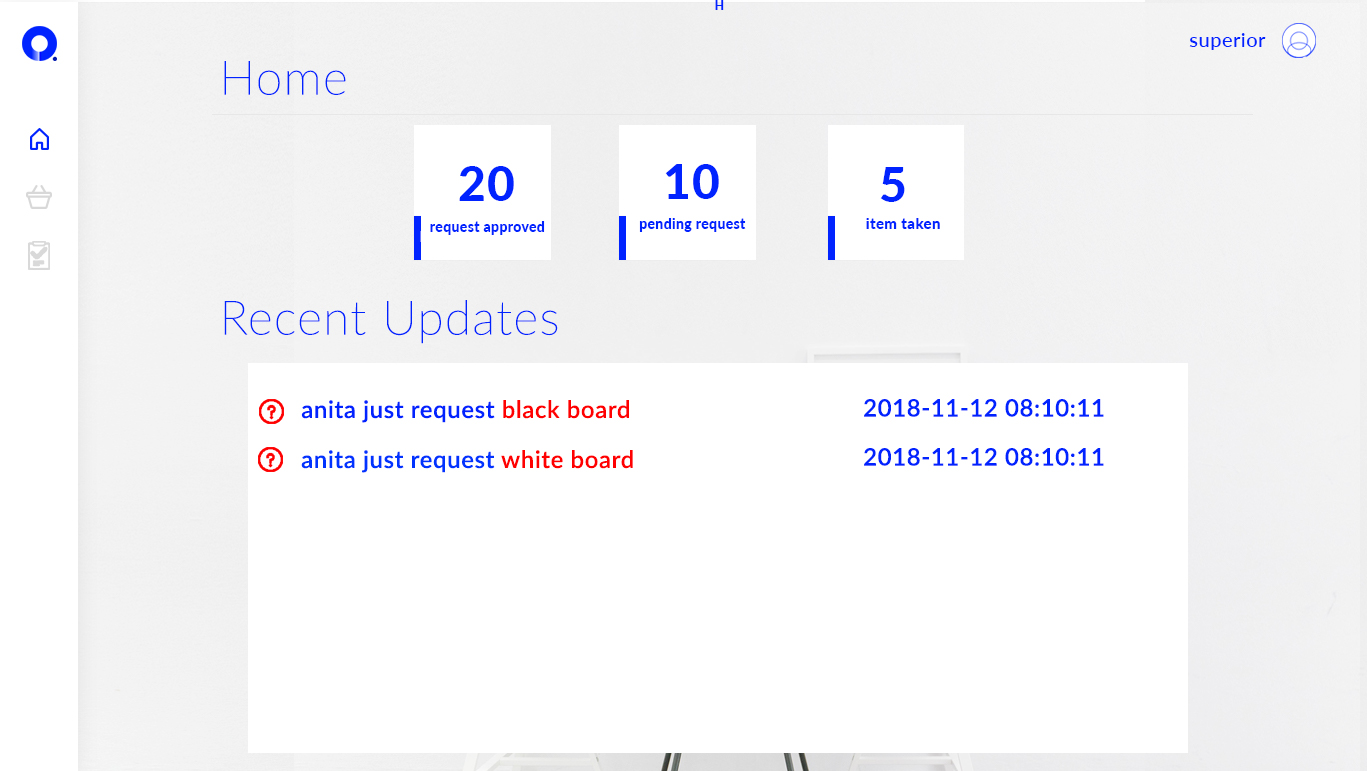 H
superior
Home
20
request approved
10
pending request
5
item taken
Recent Updates
anita just request black board 2018-11-12 08:10:11
anita just request white board 2018-11-12 08:10:11